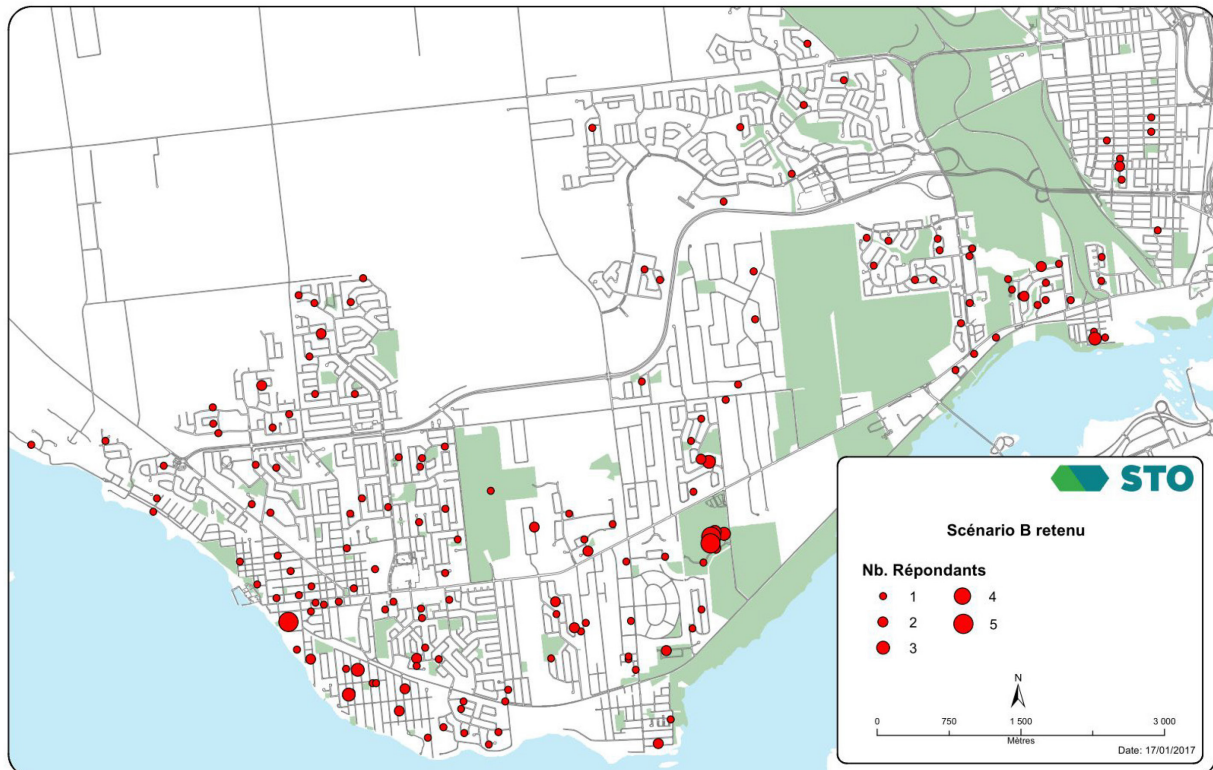 STO
Scénario B retenu
Nb. Répondants
1 4
2 5
3
N
0 750 1 500 3 000
Mètres
Date: 17/01/2017